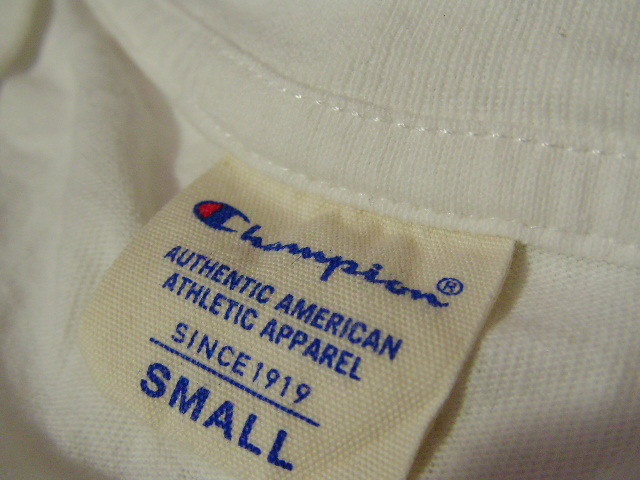 Champion®
AUTHENTIC AMERICAN
ATHLETIC APPAREL
SINCE 1919
SMALL